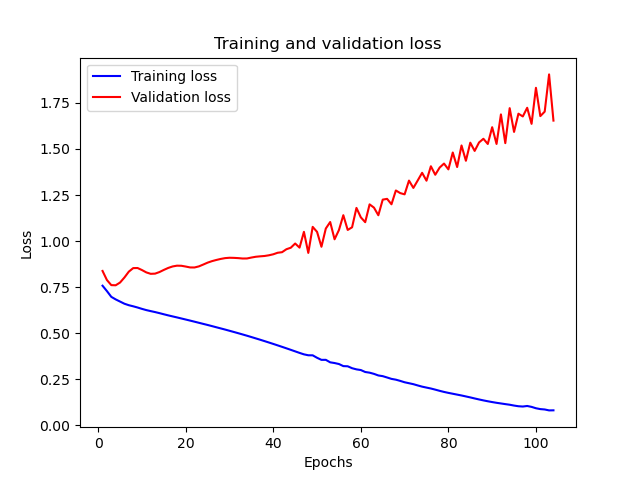 Training and validation loss
Training loss
Validation loss
1.75
1.50
1.25
1.00
0.75
0.50
0.25
0.00
Loss
0 20 40 60 80 100
Epochs